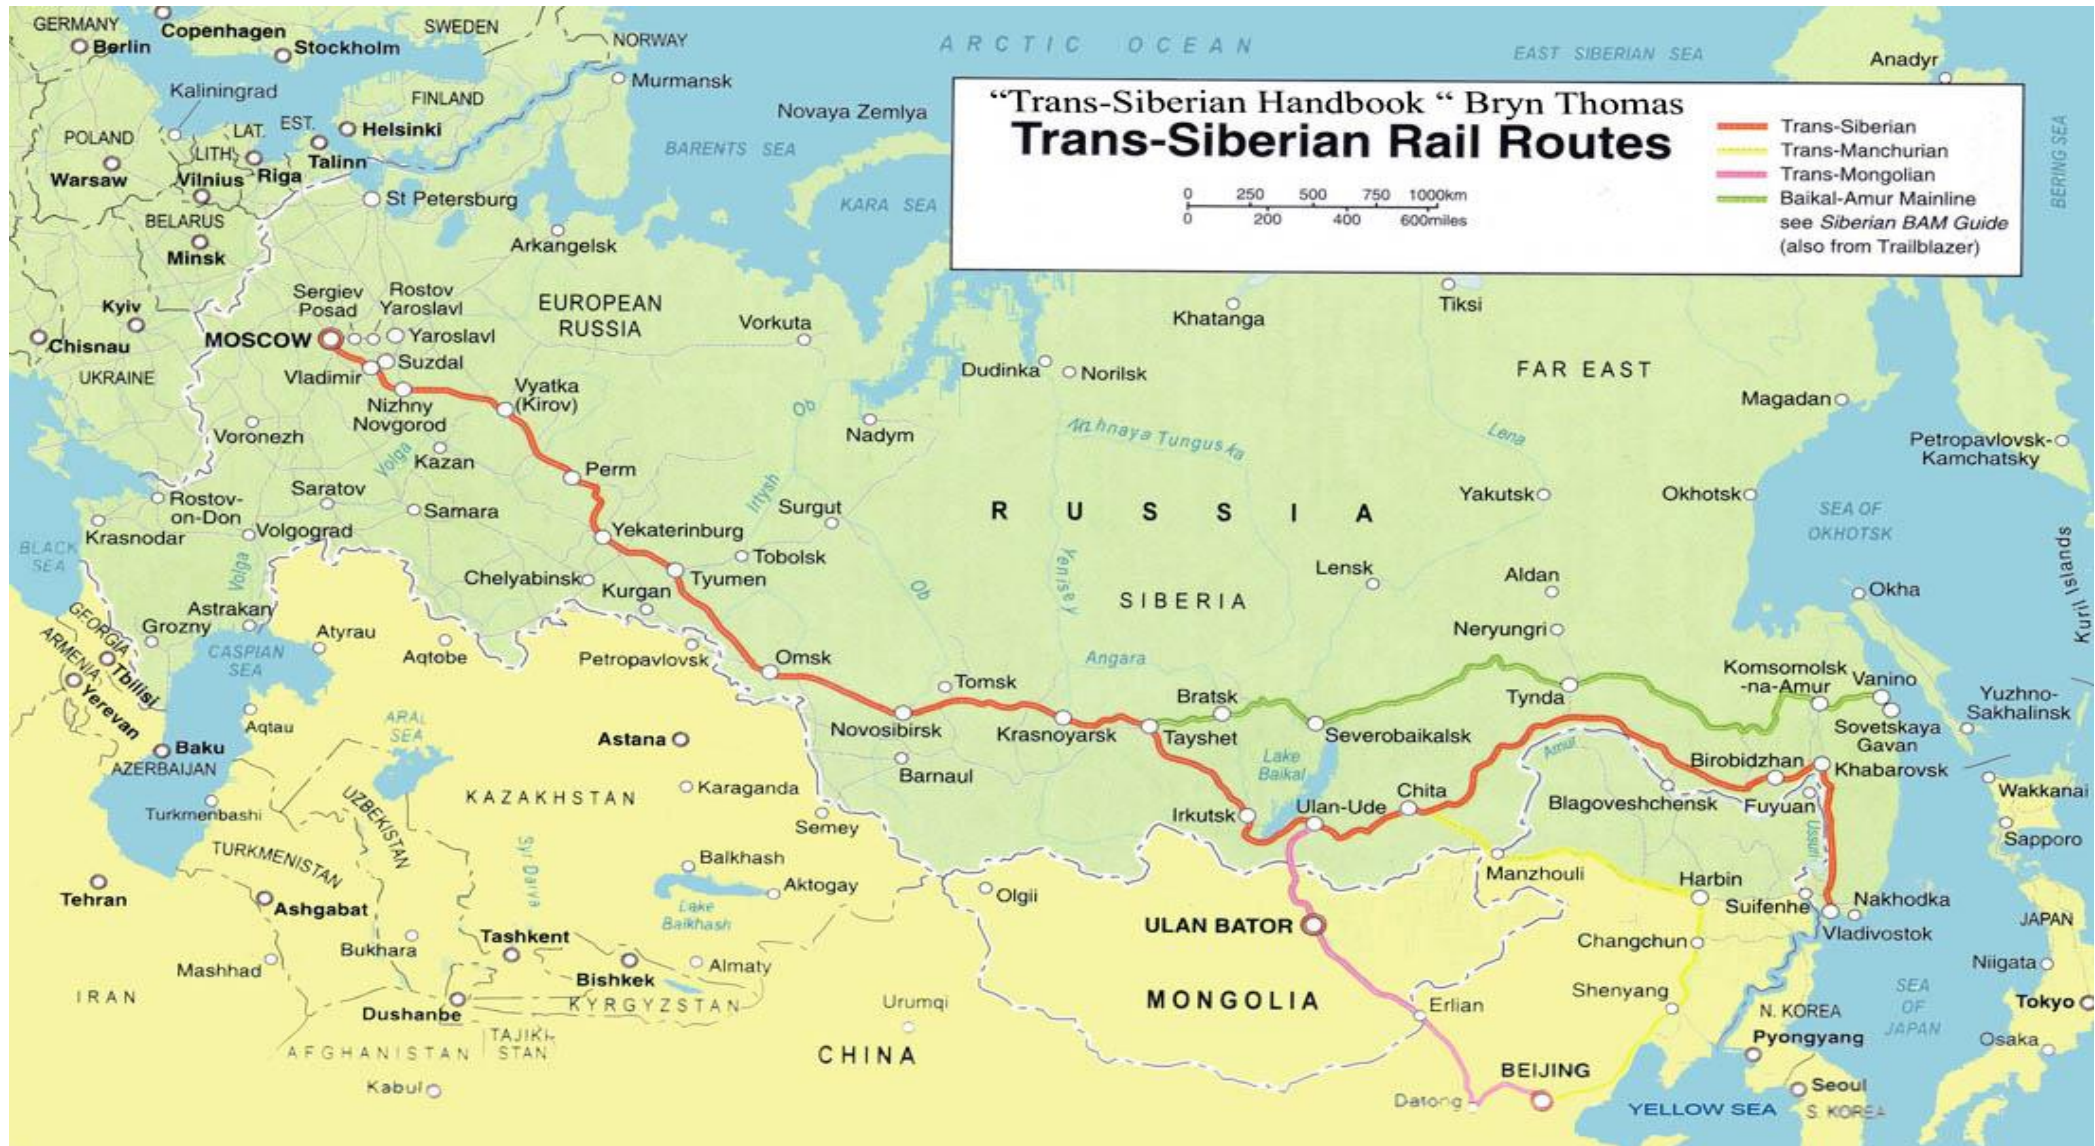 GERMANY
Berlin
Copenhagen
Stockholm
SWEDEN
NORWAY
Murmansk
ARCTIC OCEAN
EAST SIBERIAN SEA
Anadyr
Kaliningrad
FINLAND
Novaya Zemlya
BARENTS SEA
KARA SEA
BERING SEA
“Trans-Siberian Handbook “ Bryn Thomas
Trans-Siberian Rail Routes
0 250 500 750 1000km
0 200 400 600miles
Trans-Siberian
Trans-Manchurian
Trans-Mongolian
Baikal-Amur Mainline
see Siberian BAM Guide
(also from Trailblazer)
POLAND
LAT.
EST.
Helsinki
LITH.
Talinn
Warsaw
Vilnius
Riga
St Petersburg
BELARUS
Minsk
Arkangelsk
Kyiv
Sergiev
Posad
Rostov
Yaroslavl
EUROPEAN
RUSSIA
Vorkuta
Khatanga
Tiksi
Chisnau
MOSCOW
Yaroslavl
UKRAINE
Vladimir
Suzdal
Dudinka
Norilsk
FAR EAST
Nizhny
Novgorod
Vyatka
(Kirov)
Ob
Nadym
Lena
Magadan
Petropavlovsk-
Kamchatsky
Voronezh
Volga
Kazan
Perm
Rostov-
on-Don
Saratov
Samara
Irtysh
Surgut
RUSSIA
Yakutsk
Okhotsk
SEA OF
OKHOTSK
Krasnodar
Volgograd
Yekaterinburg
BLACK
SEA
Volga
Tobolsk
Chelyabinsk
Tyumen
Kurgan
Ob
Yenisey
SIBERIA
Lensk
Aldan
Okha
Kuril Islands
Astrakan
GEORGIA
Grozny
ARMENIA
Tbilisi
Yerevan
CASPIAN
SEA
Atyrau
Aqtobe
Petropavlovsk
Omsk
Angara
Neryungri
Tomsk
Bratsk
Tynda
Komsomolsk
-na-Amur
Vanino
Yuzhno-
Sakhalinsk
Aqtau
ARAL
SEA
Astana
Novosibirsk
Krasnoyarsk
Tayshet
Severobaikalsk
Sovetskaya
Gavan
Baku
AZERBAIJAN
Barnaul
Lake
Baikal
Amur
Birobidzhan
Khabarovsk
Turkmenbashi
UZBEKISTAN
KAZAKHSTAN
Karaganda
Semey
Irkutsk
Ulan-Ude
Chita
Blagoveshchensk
Fuyuan
Wakkanai
Ussuri
Sapporo
TURKMENISTAN
Syr Darya
Balkhash
Aktogay
Lake
Balkhash
Olgii
Manzhouli
Harbin
Suifenhe
Nakhodka
Vladivostok
JAPAN
Tehran
Ashgabat
Bukhara
Tashkent
ULAN BATOR
Changchun
Niigata
Mashhad
Bishkek
Almaty
IRAN
Dushanbe
KYRGYZSTAN
Urumqi
MONGOLIA
Erlian
Shenyang
N. KOREA
Pyongyang
SEA
OF
JAPAN
Tokyo
Osaka
AFGHANISTAN
TAJIKI-
STAN
CHINA
Kabul
BEIJING
Datong
YELLOW SEA
Seoul
S. KOREA